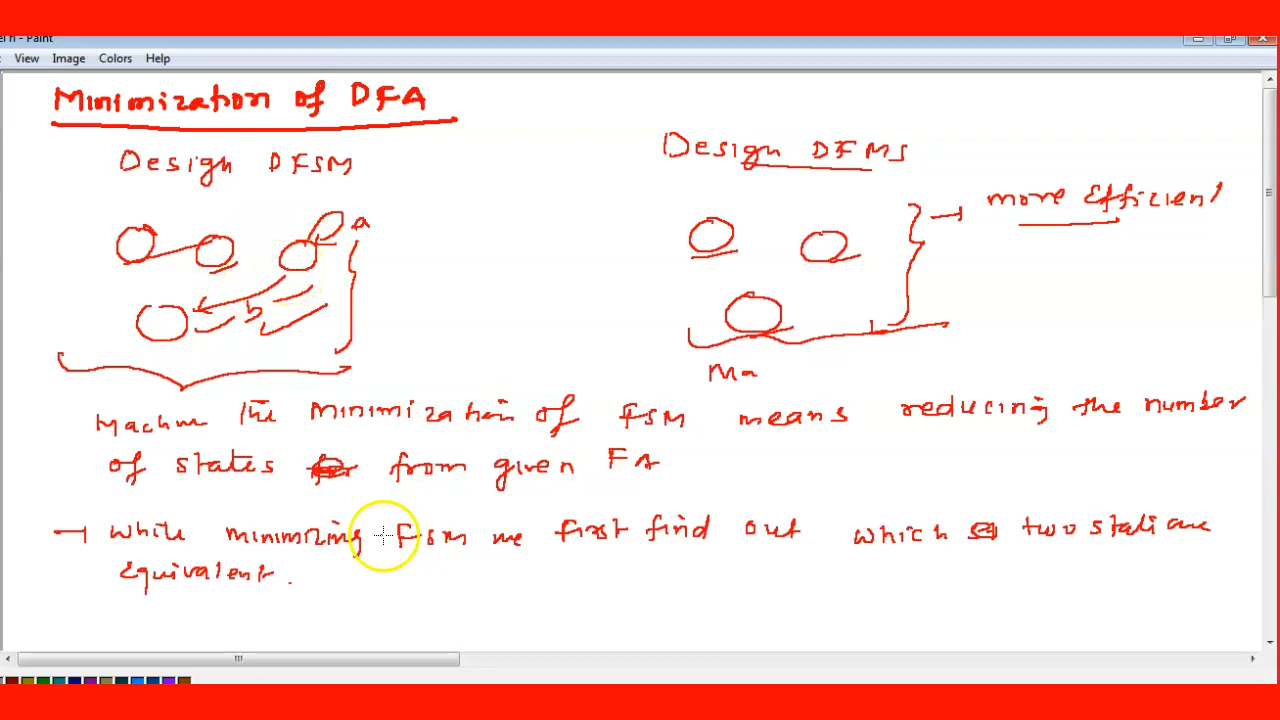 - Paint
View Image Colors Help
Minimization of DFA
Design DFSM
Design DFMS
more Efficient
a
b
Ma
Machine The minimization of FSM means reducing the number
of states from given FA
→ While minimizing FSM we first find out which two stati are
Equivalent.